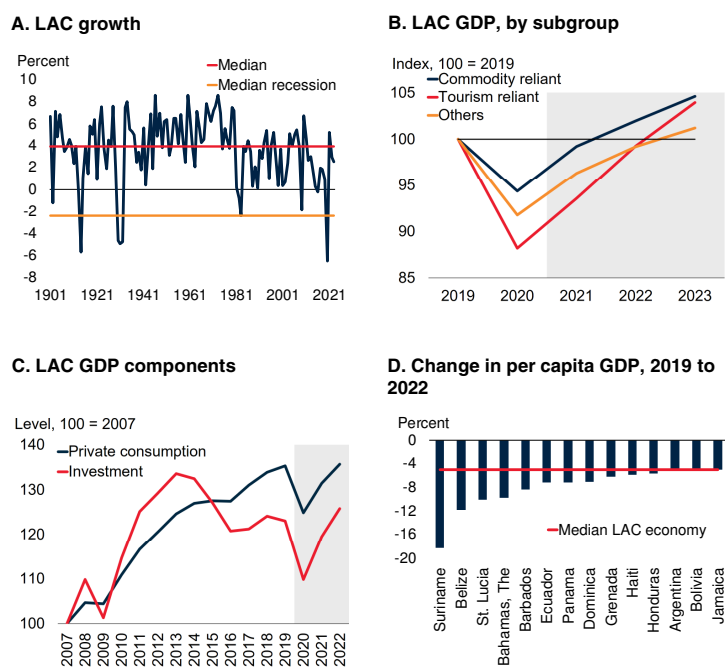 A. LAC growth
Percent
Median
Median recession
10
8
6
4
2
0
-2
-4
-6
-8
1901 1921 1941 1961 1981 2001 2021
B. LAC GDP, by subgroup
Index, 100 = 2019
Commodity reliant
Tourism reliant
Others
105
100
95
90
85
2019 2020 2021 2022 2023
C. LAC GDP components
Level, 100 = 2007
Private consumption
Investment
140
130
120
110
100
2007 2008 2009 2010 2011 2012 2013 2014 2015 2016 2017 2018 2019 2020 2021 2022
D. Change in per capita GDP, 2019 to
2022
Percent
0
-4
-8
-12
-16
-20
Median LAC economy
Suriname
Belize
St. Lucia
Bahamas, The
Barbados
Ecuador
Panama
Dominica
Grenada
Haiti
Honduras
Argentina
Bolivia
Jamaica